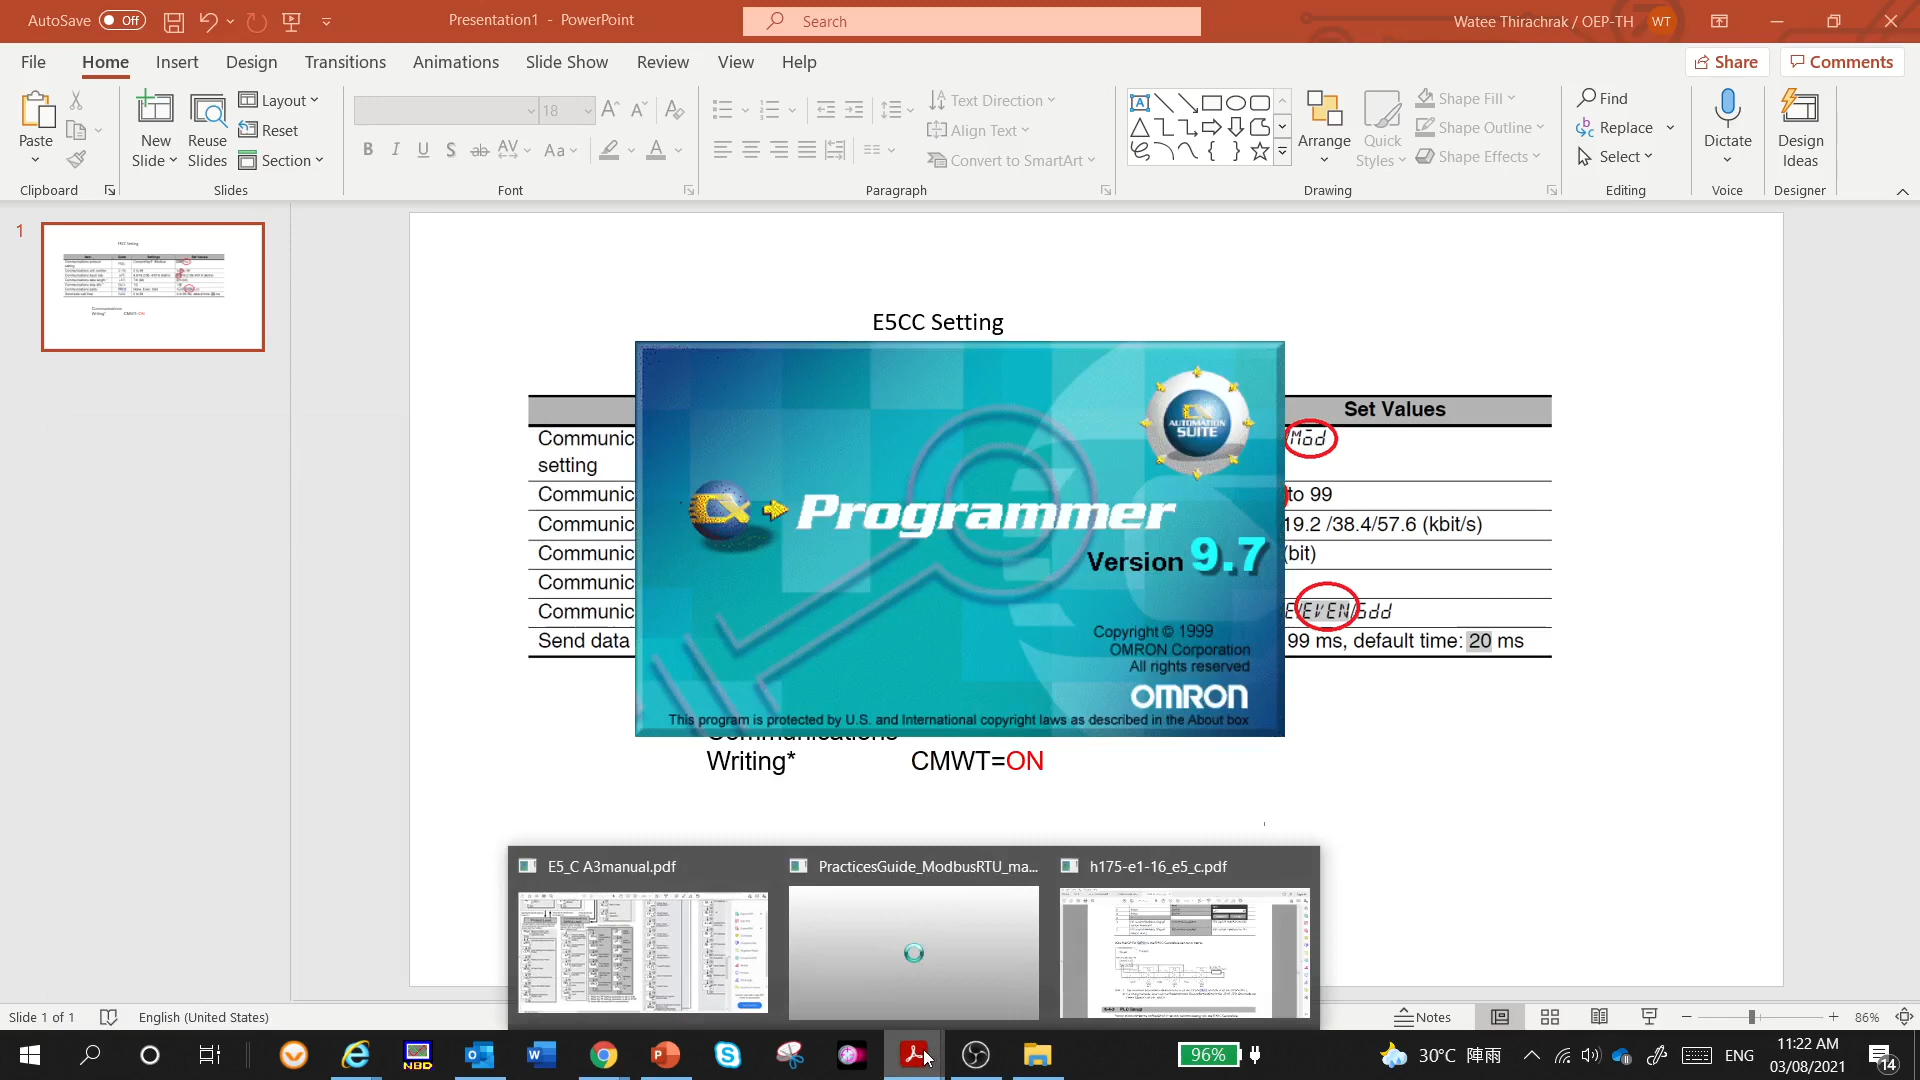 AutoSave Off
Presentation1 - PowerPoint
Search
Watee Thirachrak / OEP-TH WT
File Home Insert Design Transitions Animations Slide Show Review View Help
Share Comments
Paste
Clipboard
New Slide
Reuse Slides
Layout
Reset
Section
Slides
18
Font
Text Direction
Align Text
Convert to SmartArt
Paragraph
Arrange
Quick Styles
Shape Fill
Shape Outline
Shape Effects
Drawing
Find
Replace
Select
Editing
Dictate
Voice
Design Ideas
Designer
1
E5CC Setting
Set Values
Communic
setting
Mod
Communic
to 99
Communic
19.2 /38.4/57.6 (kbit/s)
Communic
(bit)
Communic
Communic
E/EVEN/odd
Send data
99 ms, default time: 20 ms
CX
AUTOMATION
SUITE
CX Programmer
Version 9.7
Copyright © 1999
OMRON Corporation
All rights reserved
OMRON
This program is protected by U.S. and International copyright laws as described in the About box
Communications
Writing* CMWT=ON
E5_C A3manual.pdf
PracticesGuide_ModbusRTU_ma...
h175-e1-16_e5_c.pdf
Slide 1 of 1 English (United States)
Notes
86%
NBD
96%
30°C 陣雨
ENG
11:22 AM
03/08/2021
14